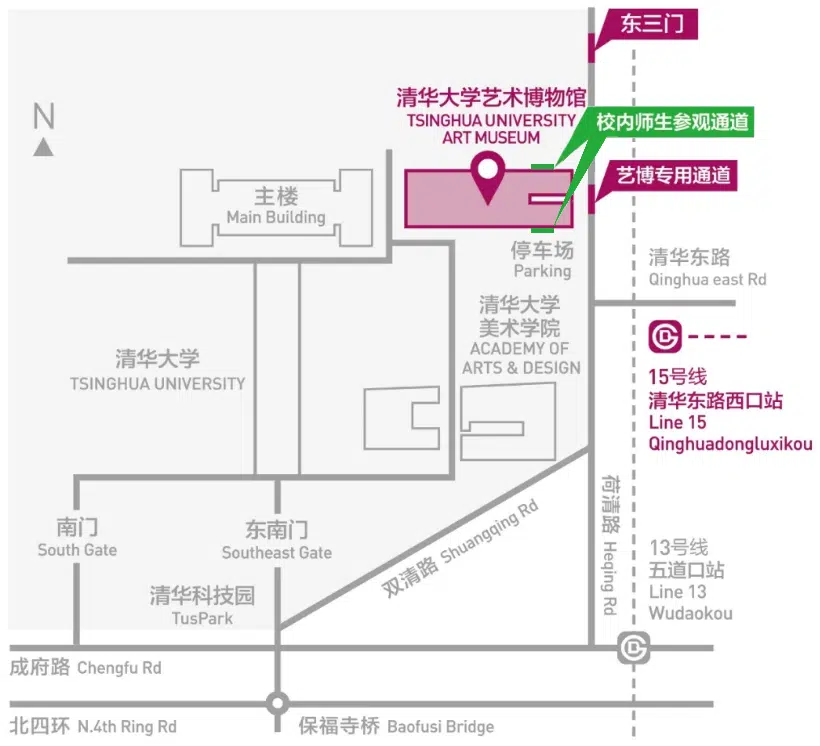 东三门
N
清华大学艺术博物馆
TSINGHUA UNIVERSITY
ART MUSEUM
校内师生参观通道
艺博专用通道
主楼
Main Building
停车场
Parking
清华东路
Qinghua east Rd
清华大学
美术学院
ACADEMY OF
ARTS & DESIGN
清华大学
TSINGHUA UNIVERSITY
15号线
清华东路西口站
Line 15
Qinghuadongluxikou
南门
South Gate
东南门
Southeast Gate
双清路 Shuangqing Rd
荷清路 Heqing Rd
13号线
五道口站
Line 13
Wudaokou
清华科技园
TusPark
成府路 Chengfu Rd
北四环 N.4th Ring Rd
保福寺桥 Baofusi Bridge